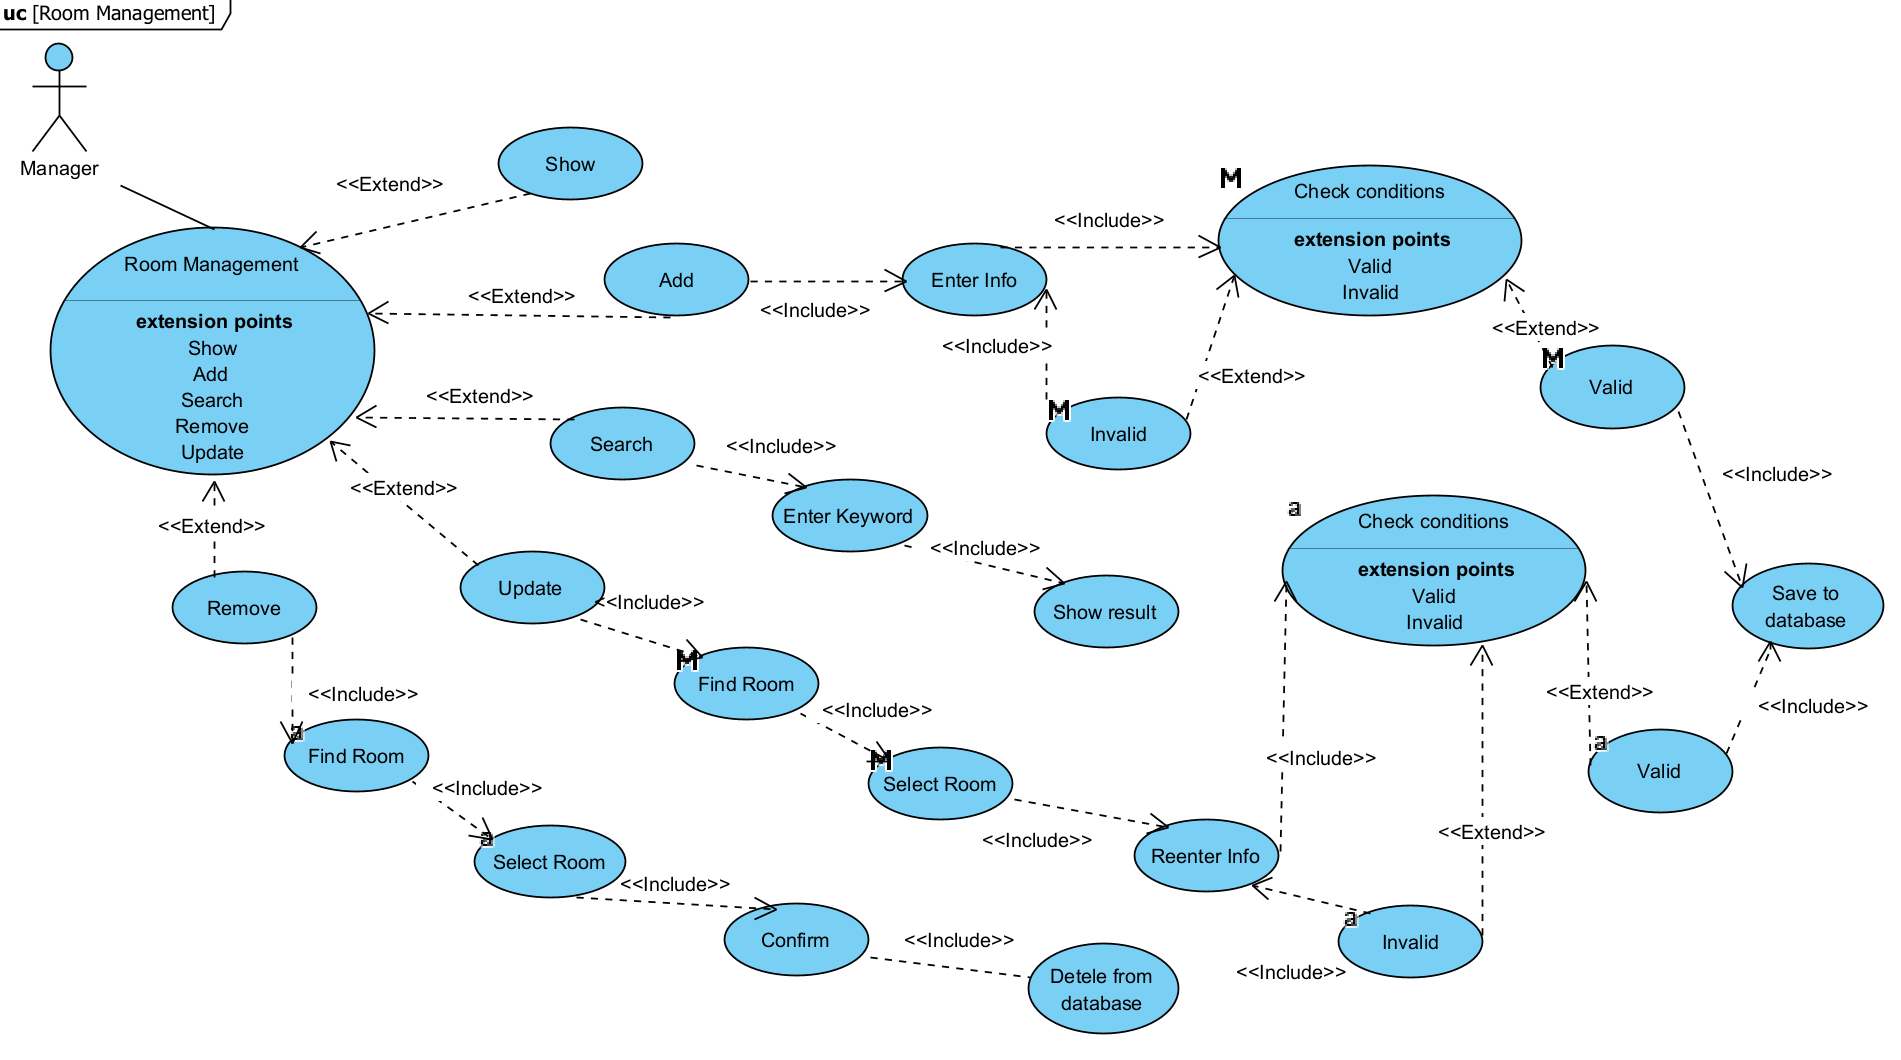 uc [Room Management]
Manager
Show
<<Extend>>
Room Management
extension points
Show
Add
Search
Remove
Update
<<Extend>>
Add
<<Include>>
Enter Info
<<Include>>
M
Check conditions
extension points
Valid
Invalid
<<Include>>
<<Extend>>
M
Invalid
<<Extend>>
M
Valid
<<Include>>
<<Extend>>
Search
<<Include>>
Enter Keyword
<<Include>>
Show result
<<Extend>>
<<Extend>>
Remove
Update
<<Include>>
M
Find Room
<<Include>>
M
Select Room
<<Include>>
Reenter Info
<<Include>>
a
Check conditions
extension points
Valid
Invalid
<<Extend>>
a
Valid
<<Include>>
Save to
database
<<Extend>>
a
Invalid
<<Include>>
<<Include>>
a
Find Room
<<Include>>
a
Select Room
<<Include>>
Confirm
<<Include>>
Detele from
database